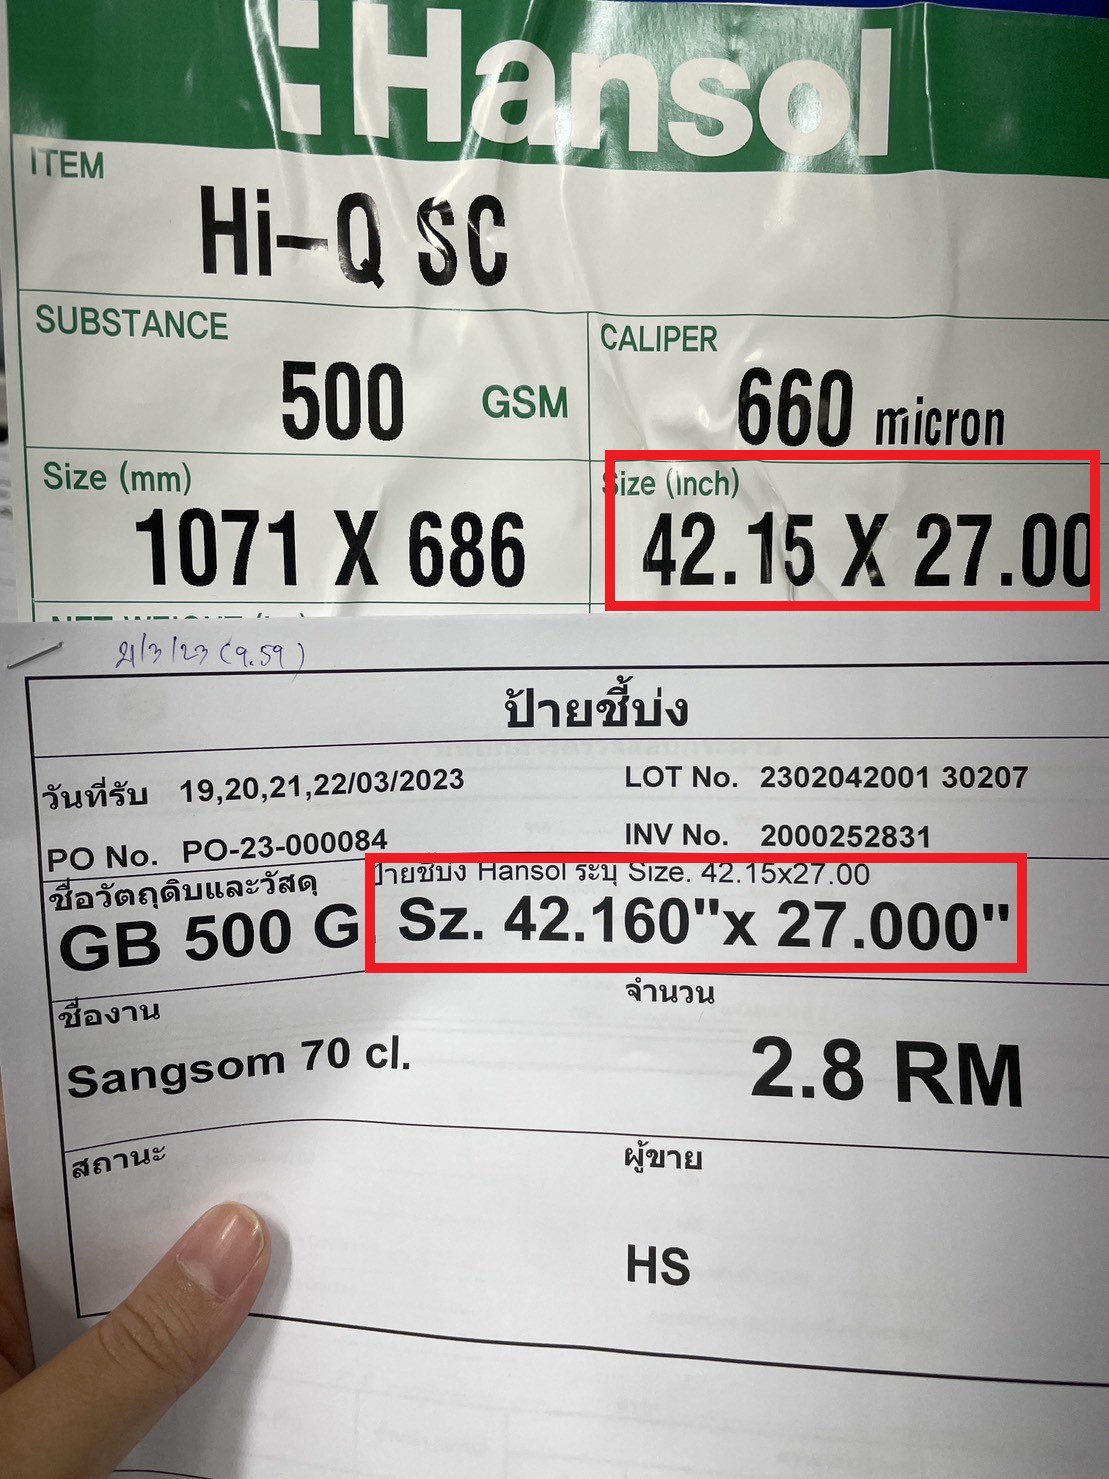 Hansol
ITEM
Hi-Q SC
SUBSTANCE
500 GSM
CALIPER
660 micron
Size (mm)
1071 X 686
Size (Inch)
42.15 X 27.00
21/3/23 (9.59)
ป้ายชี้บ่ง
วันที่รับ 19,20,21,22/03/2023
LOT No. 2302042001 30207
PO No. PO-23-000084
INV No. 2000252831
ชื่อวัตถุดิบและวัสดุ
ป้ายชี้บ่ง Hansol ระบุ Size. 42.15x27.00
GB 500 G. Sz. 42.160"x 27.000"
ชื่องาน
จำนวน
Sangsom 70 cl.
2.8 RM
สถานะ
ผู้ขาย
HS